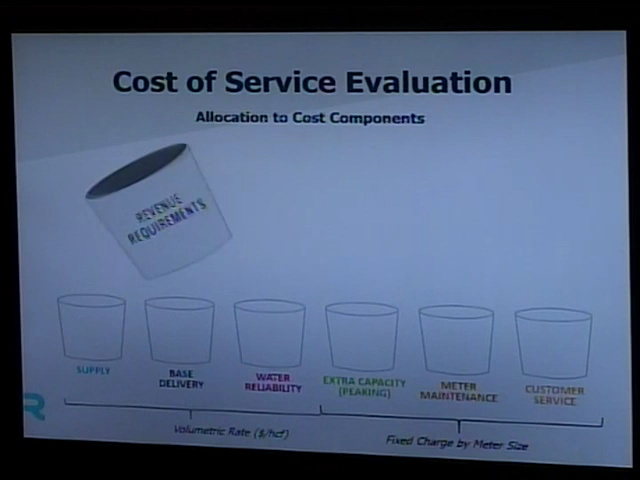 Cost of Service Evaluation
Allocation to Cost Components
REVENUE
REQUIREMENTS
SUPPLY
BASE
DELIVERY
WATER
RELIABILITY
EXTRA CAPACITY
(PEAKING)
METER
MAINTENANCE
CUSTOMER
SERVICE
R
Volumetric Rate ($/hcf)
Fixed Charge by Meter Size